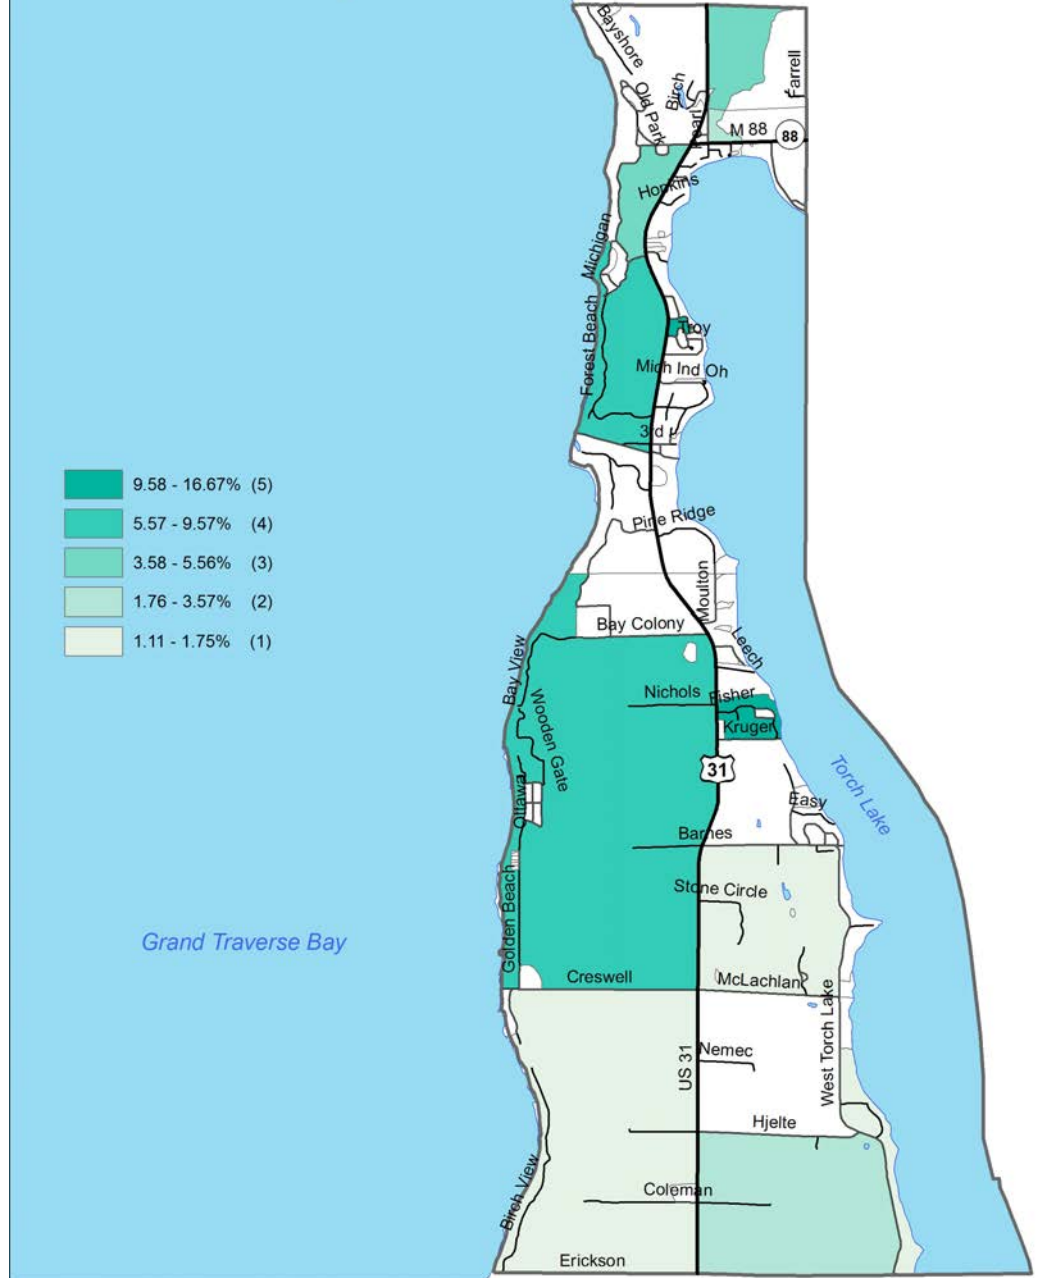 Bayshore
Farrell
Birch
Old Park
Pearl
M 88
88
Hopkins
Michigan
Forest Beach
Troy
Mich Ind Oh
3rd
9.58 - 16.67% (5)
5.57 - 9.57% (4)
3.58 - 5.56% (3)
1.76 - 3.57% (2)
1.11 - 1.75% (1)
Pine Ridge
Moulton
Bay Colony
Leech
Bay View
Nichols
Fisher
Wooden Gate
Kruger
31
Torch Lake
Ottawa
Easy
Barnes
Stone Circle
Golden Beach
Grand Traverse Bay
Creswell
McLachlan
West Torch Lake
US 31
Nemec
Hjelte
Birch View
Coleman
Erickson